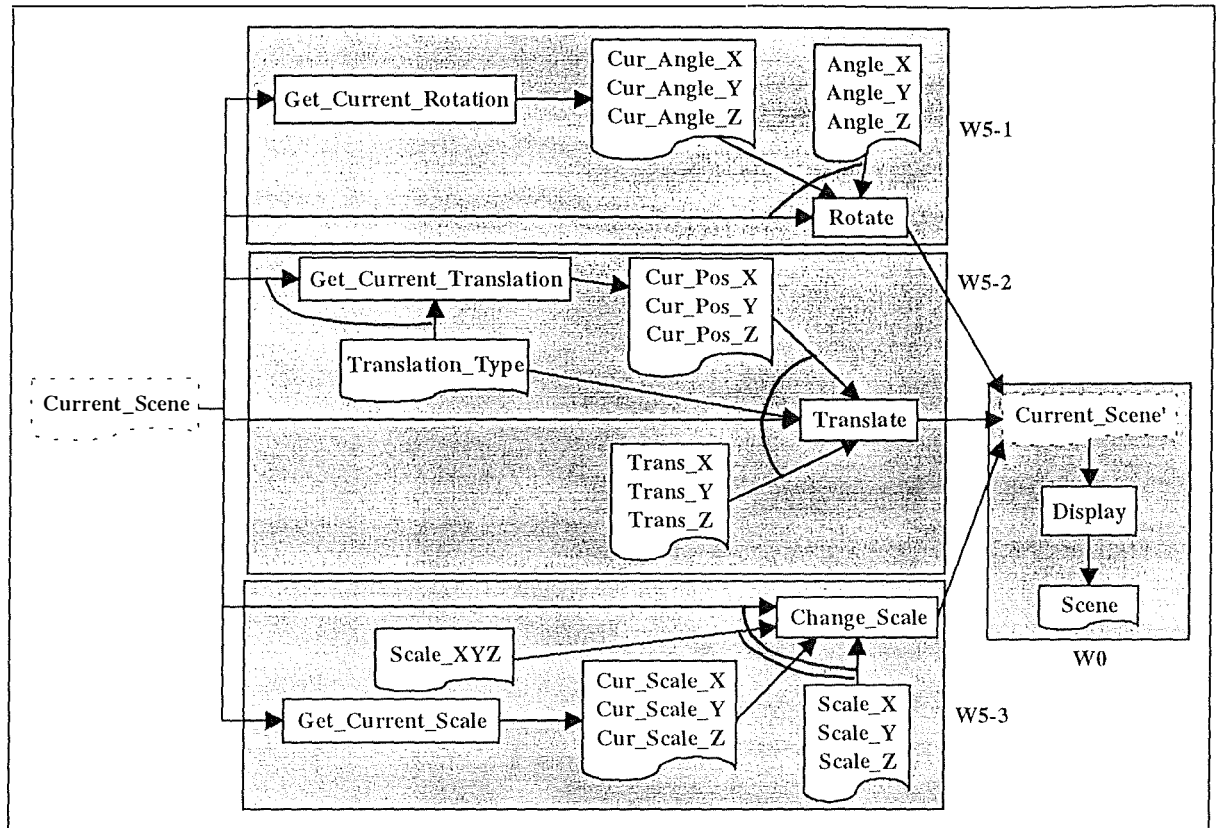 Get_Current_Rotation
Cur_Angle_X
Cur_Angle_Y
Cur_Angle_Z
Angle_X
Angle_Y
Angle_Z
W5-1
Rotate
Get_Current_Translation
Cur_Pos_X
Cur_Pos_Y
Cur_Pos_Z
W5-2
Translation_Type
Current_Scene
Translate
Current_Scene'
Trans_X
Trans_Y
Trans_Z
Display
Scene
W0
Change_Scale
Scale_XYZ
Get_Current_Scale
Cur_Scale_X
Cur_Scale_Y
Cur_Scale_Z
Scale_X
Scale_Y
Scale_Z
W5-3